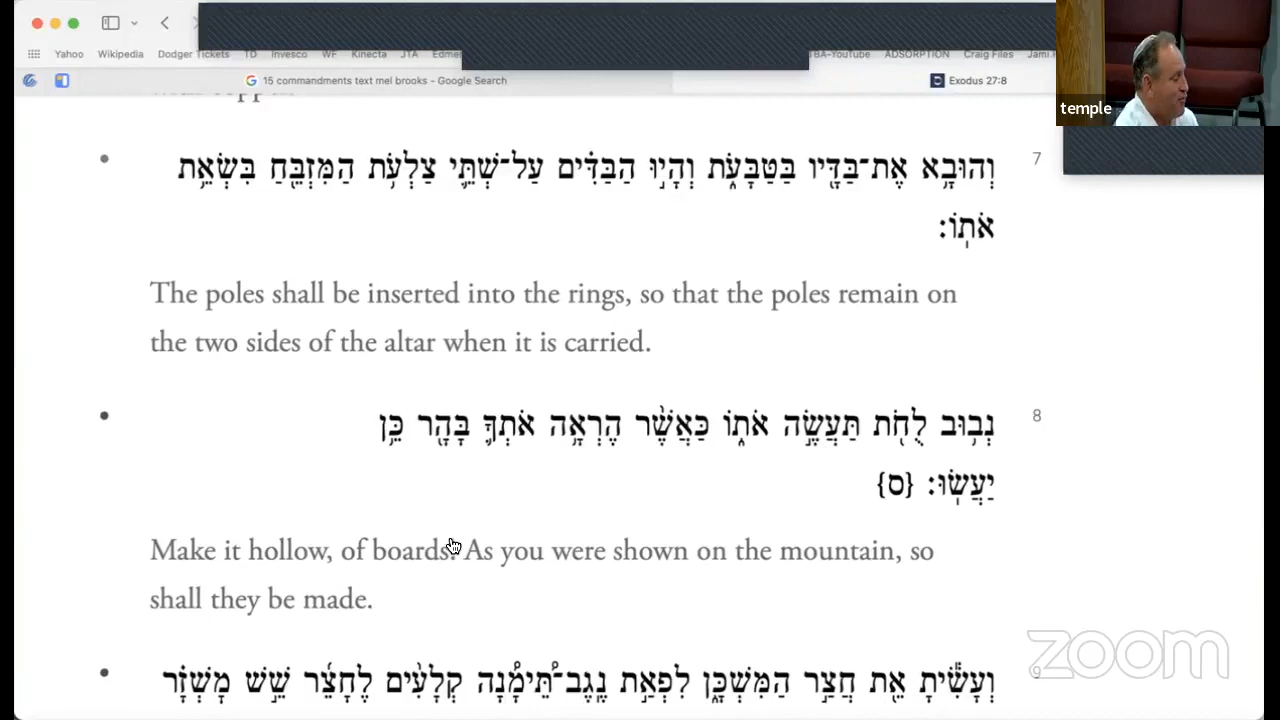 Yahoo Wikipedia Dodger Tickets TD Invesco WF Kinecta JTA TBA-YouTube ADSORPTION Craig Files
15 commandments text mel brooks - Google Search Exodus 27:8
temple
7
וְהוּבָ֥א אֶת־בַּדָּ֖יו בַּטַּבָּעֹ֑ת וְהָי֣וּ הַבַּדִּ֗ים עַל־שְׁתֵּ֛י צַלְעֹ֥ת הַמִּזְבֵּ֖חַ בִּשְׂאֵ֥ת
אֹתֽוֹ׃
The poles shall be inserted into the rings, so that the poles remain on
the two sides of the altar when it is carried.
8
נְב֥וּב לֻחֹ֖ת תַּעֲשֶׂ֣ה אֹת֑וֹ כַּאֲשֶׁ֨ר הֶרְאָ֥ה אֹתְךָ֛ בָּהָ֖ר כֵּ֥ן
יַעֲשֽׂוּ׃ {ס}
Make it hollow, of boards. As you were shown on the mountain, so
shall they be made.
וְעָשִׂ֕יתָ אֵ֖ת חֲצַ֣ר הַמִּשְׁכָּ֑ן לִפְאַ֣ת נֶֽגֶב־תֵּ֠ימָ֠נָה קְלָעִ֨ים לֶחָצֵ֜ר שֵׁ֣שׁ מׇשְׁזָ֗ר
zoom